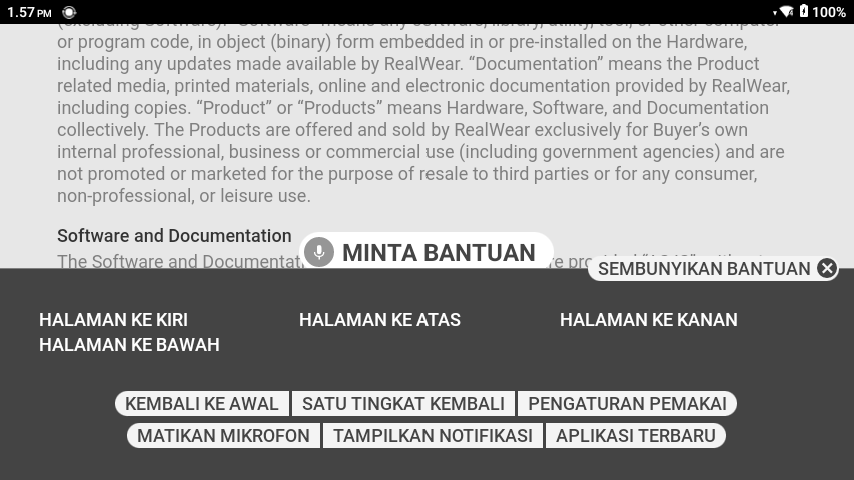 1.57 PM
100%
or program code, in object (binary) form embedded in or pre-installed on the Hardware,
including any updates made available by RealWear. “Documentation” means the Product
related media, printed materials, online and electronic documentation provided by RealWear,
including copies. “Product” or “Products” means Hardware, Software, and Documentation
collectively. The Products are offered and sold by RealWear exclusively for Buyer’s own
internal professional, business or commercial use (including government agencies) and are
not promoted or marketed for the purpose of resale to third parties or for any consumer,
non-professional, or leisure use.
Software and Documentation
MINTA BANTUAN
The Software and Documentat
SEMBUNYIKAN BANTUAN
HALAMAN KE KIRI
HALAMAN KE ATAS
HALAMAN KE KANAN
HALAMAN KE BAWAH
KEMBALI KE AWAL
SATU TINGKAT KEMBALI
PENGATURAN PEMAKAI
MATIKAN MIKROFON
TAMPILKAN NOTIFIKASI
APLIKASI TERBARU